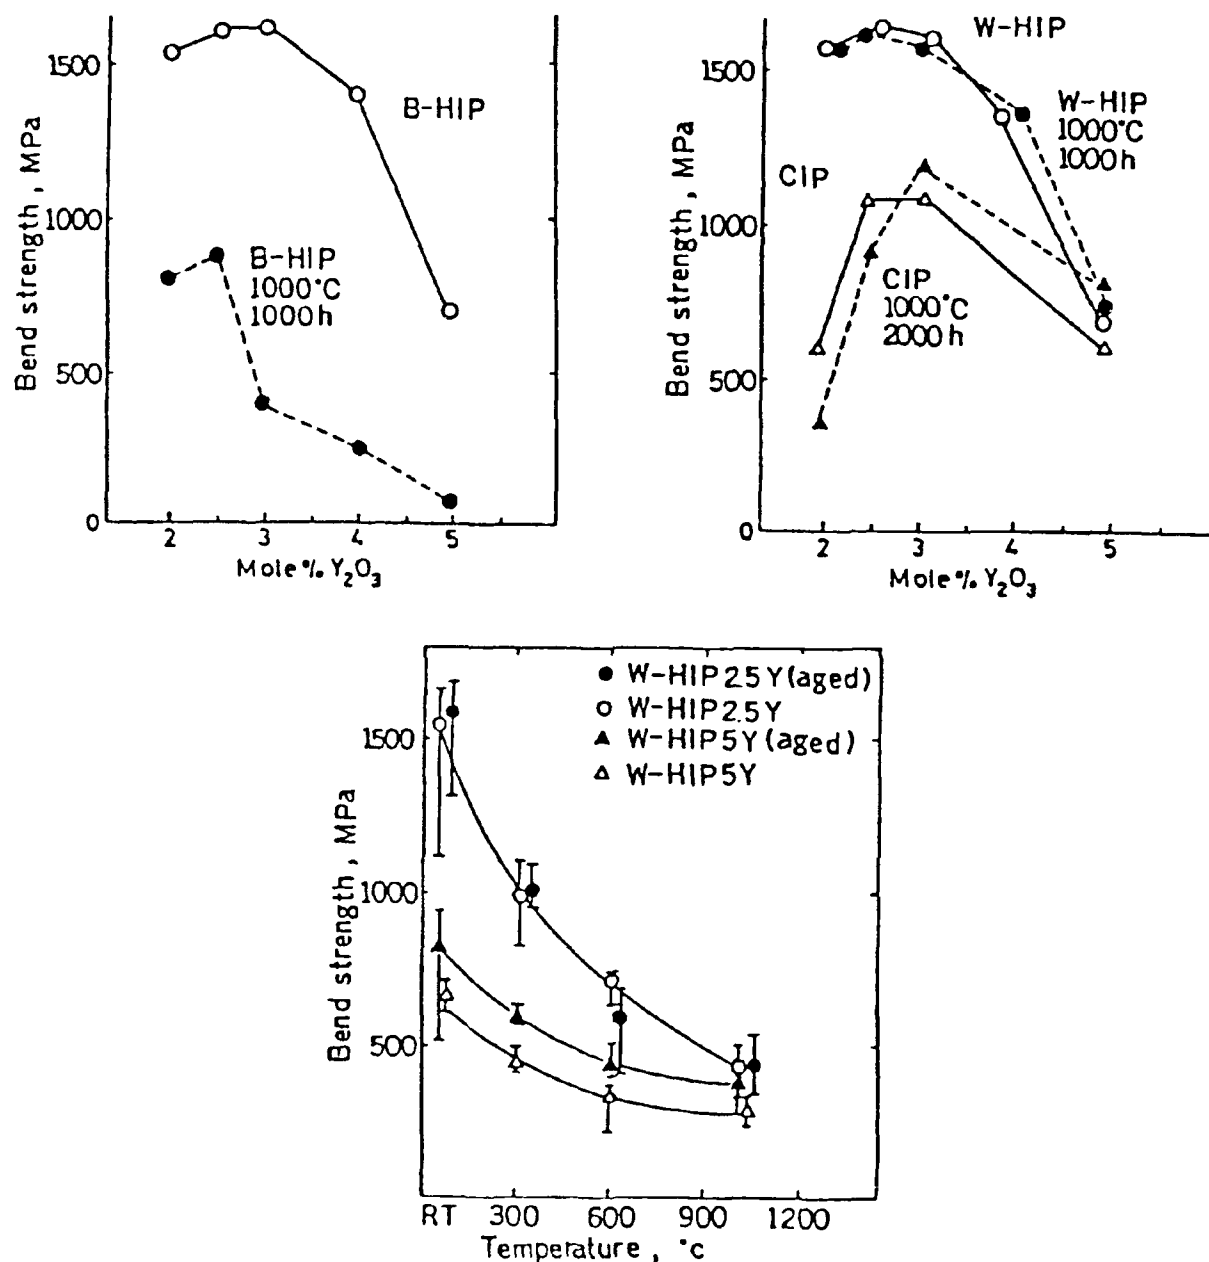 1500
1000
500
0
Bend strength, MPa
B-HIP
B-HIP
1000°C
1000h
2
3
4
5
Mole% Y₂O₃
1500
1000
500
0
Bend strength, MPa
W-HIP
W-HIP
1000°C
1000h
CIP
CIP
1000°C
2000h
2
3
4
5
Mole% Y₂O₃
W-HIP 2.5Y (aged)
W-HIP 2.5Y
W-HIP 5Y (aged)
W-HIP 5Y
1500
1000
500
Bend strength, MPa
RT 300 600 900 1200
Temperature, °c